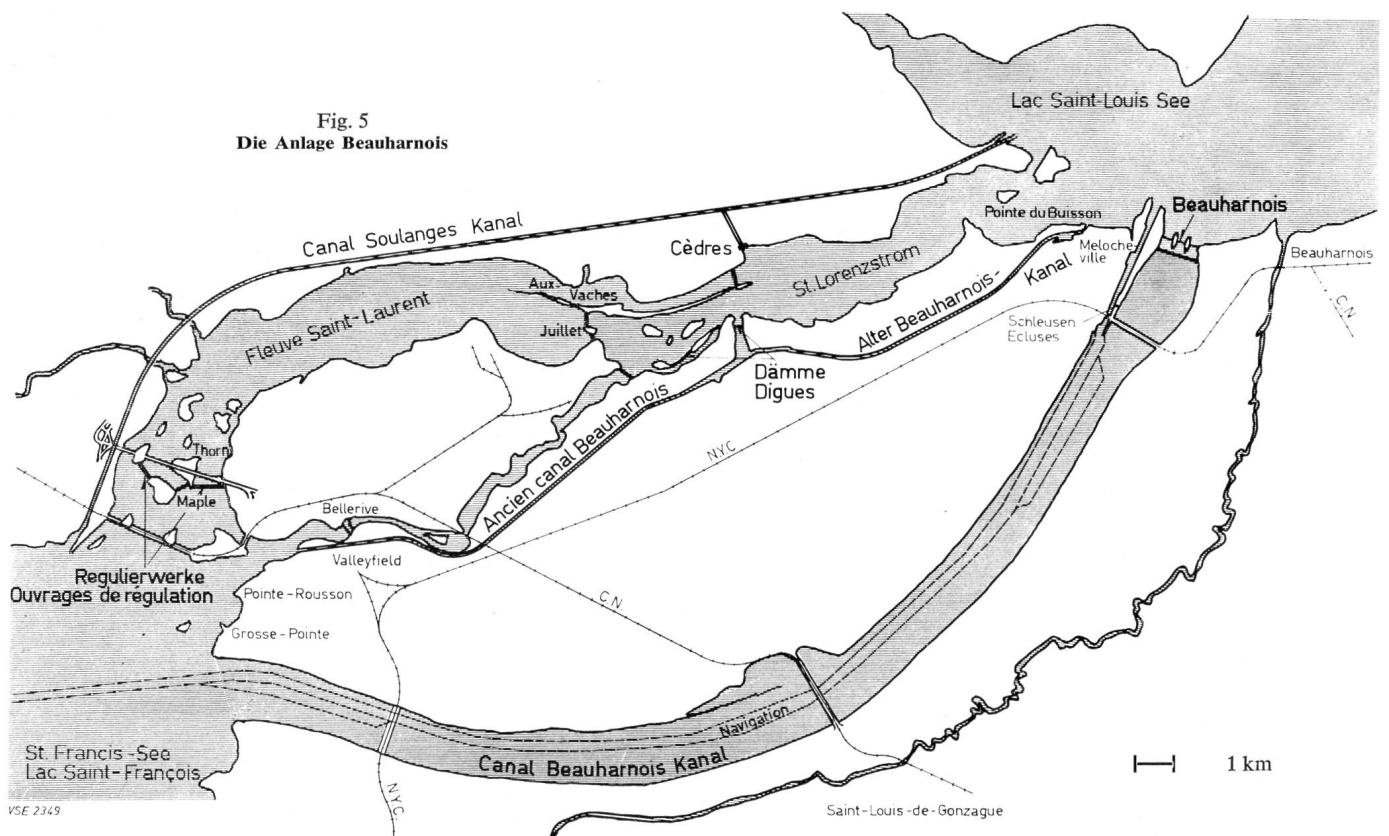 Fig. 5
Die Anlage Beauharnois
Lac Saint-Louis See
Canal Soulanges Kanal
Cèdres
Pointe du Buisson
Beauharnois
Meloche
ville
Beauharnois
C.N.
Aux-
Vaches
Juillet
Fleuve Saint-Laurent
St. Lorenzstrom
Alter Beauharnois-
Kanal
Schleusen
Ecluses
Dämme
Digues
Ancien canal Beauharnois
N.Y.C.
Thorn
Maple
Bellerive
Valleyfield
Regulierwerke
Ouvrages de régulation
Pointe-Rousson
Grosse-Pointe
C.N.
Navigation
Canal Beauharnois Kanal
St. Francis-See
Lac Saint-François
N.Y.C.
Saint-Louis-de-Gonzague
1 km
VSE 2349